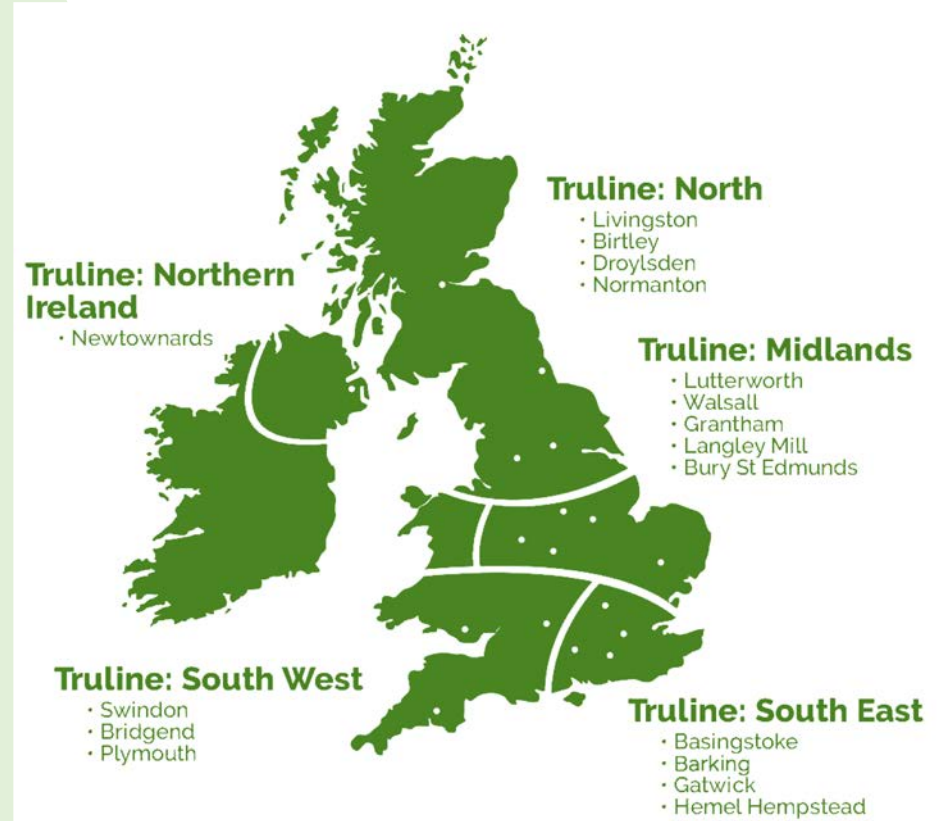 Truline: North
• Livingston
• Birtley
• Droylsden
• Normanton
Truline: Northern
Ireland
• Newtownards
Truline: Midlands
• Lutterworth
• Walsall
• Grantham
• Langley Mill
• Bury St Edmunds
Truline: South West
• Swindon
• Bridgend
• Plymouth
Truline: South East
• Basingstoke
• Barking
• Gatwick
• Hemel Hempstead